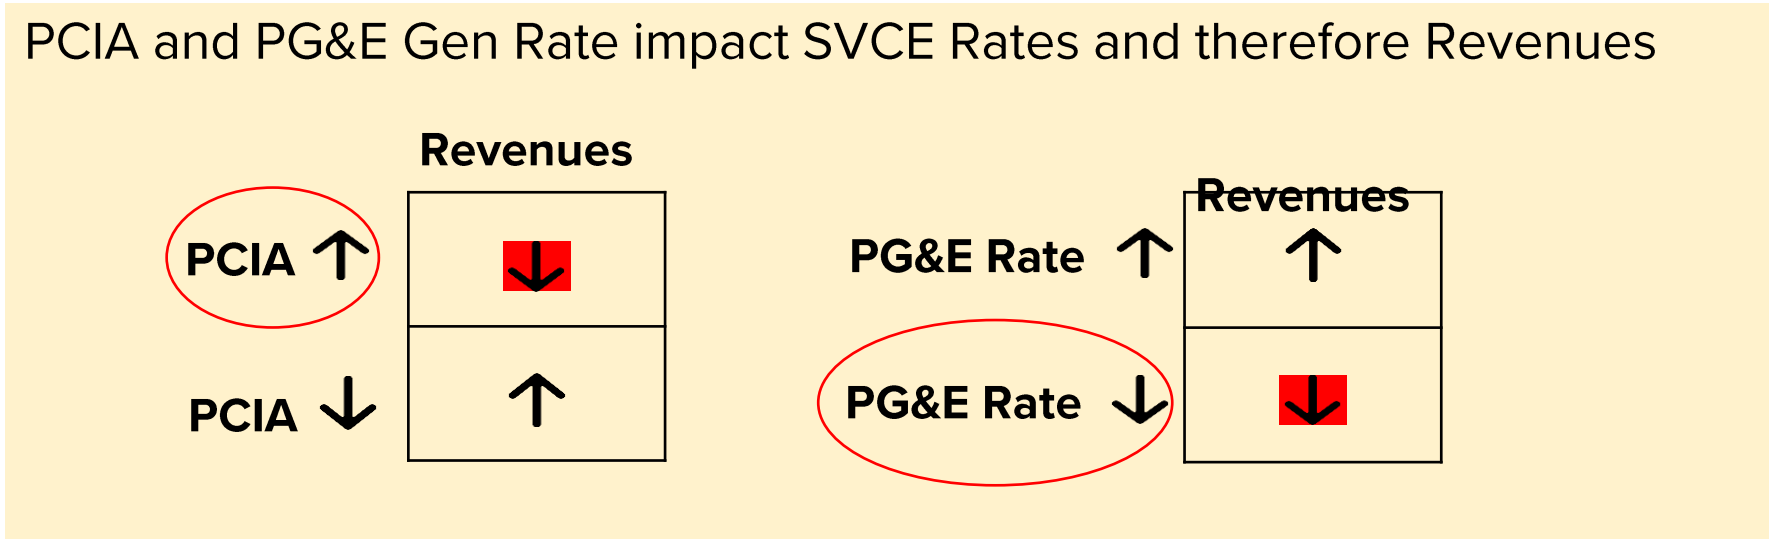 PCIA and PG&E Gen Rate impact SVCE Rates and therefore Revenues
Revenues
PCIA ↑ ↓
PCIA ↓ ↑
Revenues
PG&E Rate ↑ ↑
PG&E Rate ↓ ↓